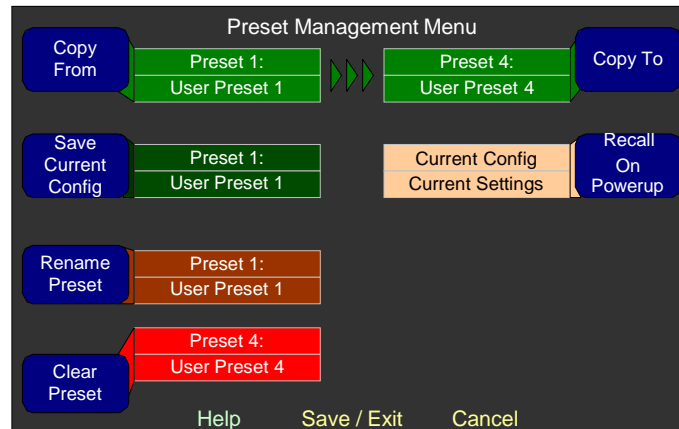 Preset Management Menu
Copy
From
Preset 1:
User Preset 1
Preset 4:
User Preset 4
Copy To
Save
Current
Config
Preset 1:
User Preset 1
Current Config
Current Settings
Recall
On
Powerup
Rename
Preset
Preset 1:
User Preset 1
Clear
Preset
Preset 4:
User Preset 4
Help
Save / Exit
Cancel